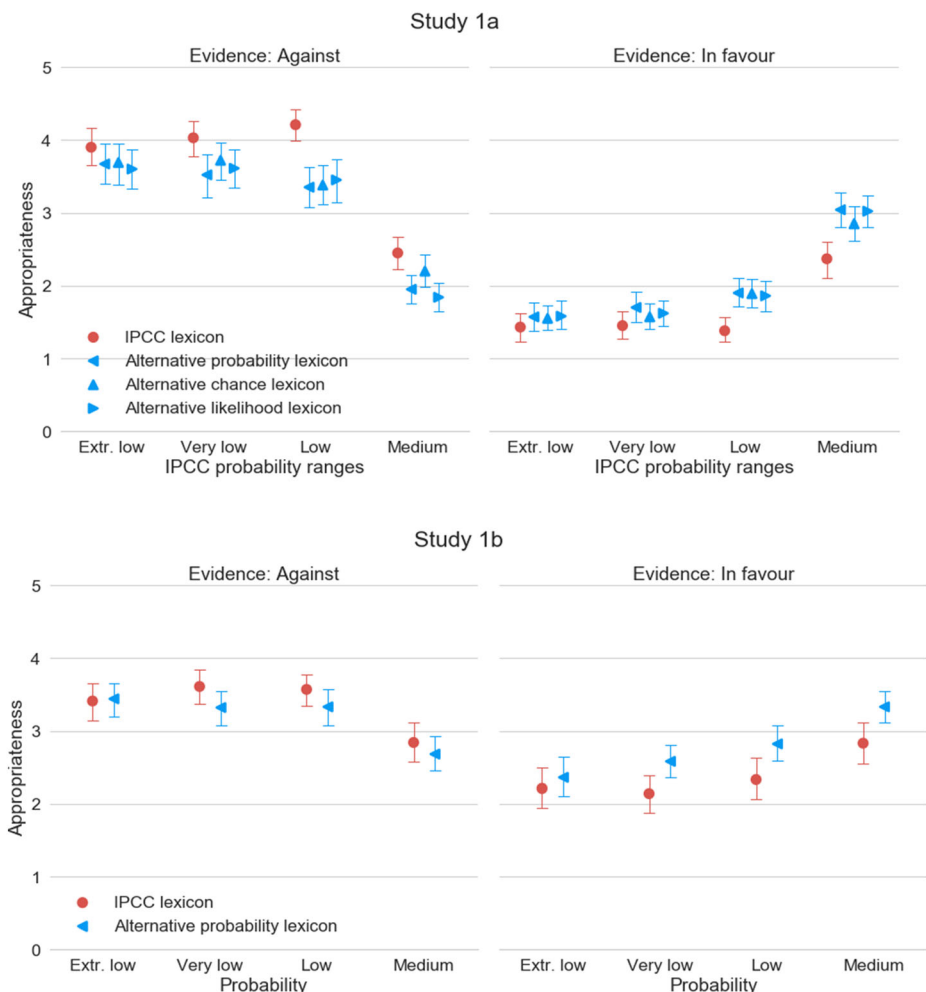 Study 1a
Evidence: Against
Evidence: In favour
Appropriateness
5
4
3
2
1
0
IPCC lexicon
Alternative probability lexicon
Alternative chance lexicon
Alternative likelihood lexicon
Extr. low Very low Low Medium
IPCC probability ranges
Extr. low Very low Low Medium
IPCC probability ranges
Study 1b
Evidence: Against
Evidence: In favour
Appropriateness
5
4
3
2
1
0
IPCC lexicon
Alternative probability lexicon
Extr. low Very low Low Medium
Probability
Extr. low Very low Low Medium
Probability